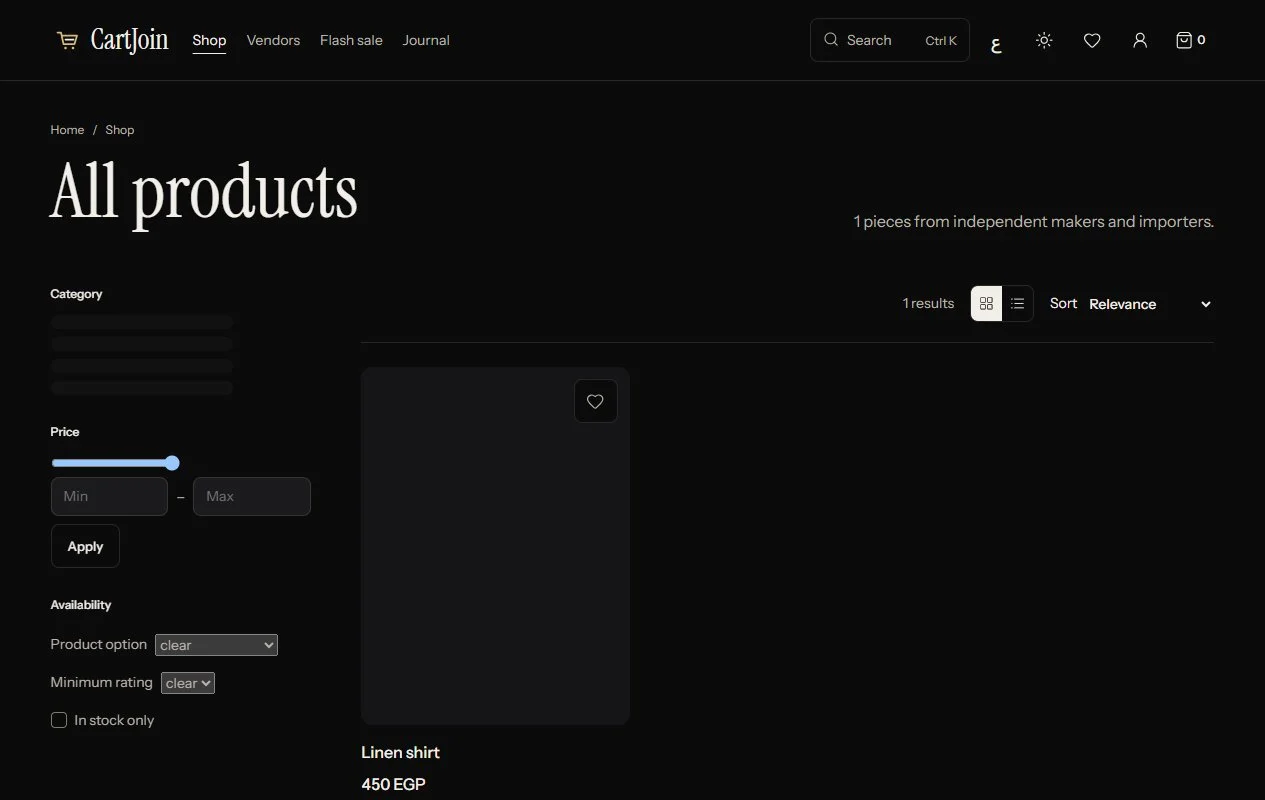 CartJoin
Shop
Vendors
Flash sale
Journal
Search
Ctrl K
ع
0
Home / Shop
All products
1 pieces from independent makers and importers.
Category
1 results
Sort
Relevance
Price
Min – Max
Apply
Availability
Product option clear
Minimum rating clear
In stock only
Linen shirt
450 EGP